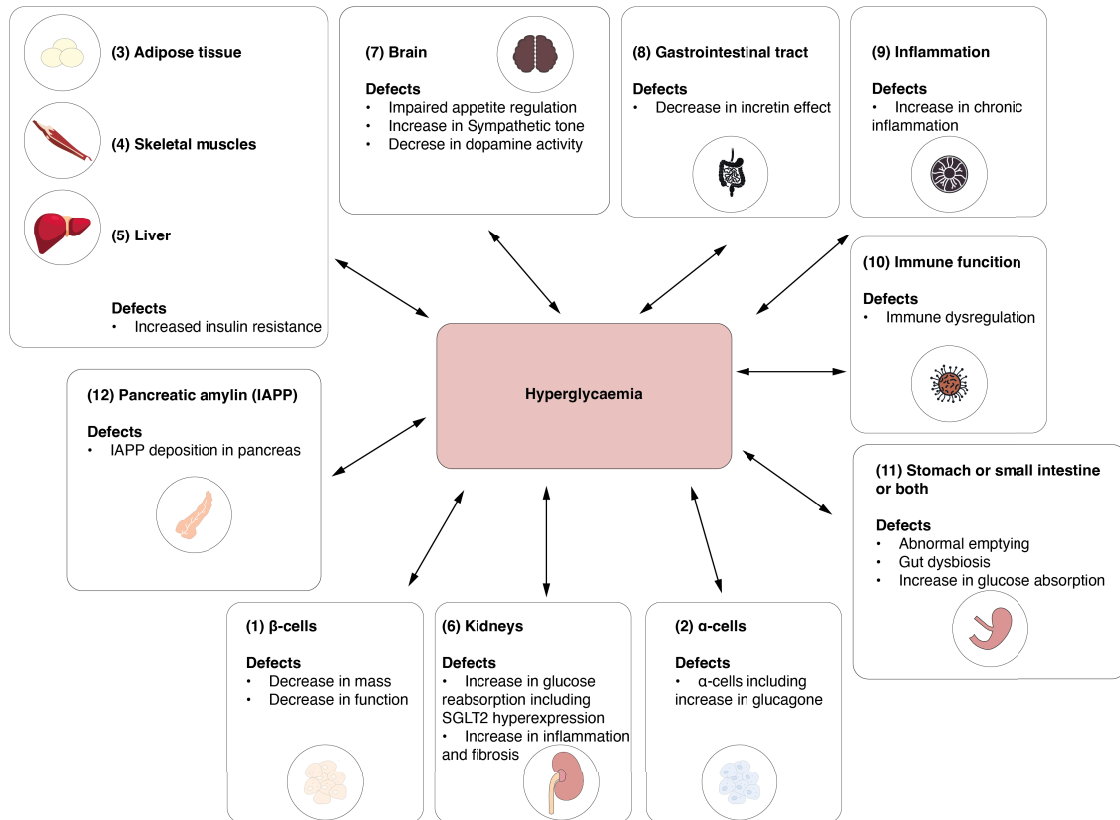 (3) Adipose tissue
(4) Skeletal muscles
(5) Liver
Defects
• Increased insulin resistance
(7) Brain
Defects
• Impaired appetite regulation
• Increase in Sympathetic tone
• Decrese in dopamine activity
(8) Gastrointestinal tract
Defects
• Decrease in incretin effect
(9) Inflammation
Defects
• Increase in chronic
inflammation
(10) Immune funcition
Defects
• Immune dysregulation
Hyperglycaemia
(12) Pancreatic amylin (IAPP)
Defects
• IAPP deposition in pancreas
(11) Stomach or small intestine
or both
Defects
• Abnormal emptying
• Gut dysbiosis
• Increase in glucose absorption
(1) β-cells
Defects
• Decrease in mass
• Decrease in function
(6) Kidneys
Defects
• Increase in glucose
reabsorption including
SGLT2 hyperexpression
• Increase in inflammation
and fibrosis
(2) α-cells
Defects
• α-cells including
increase in glucagone